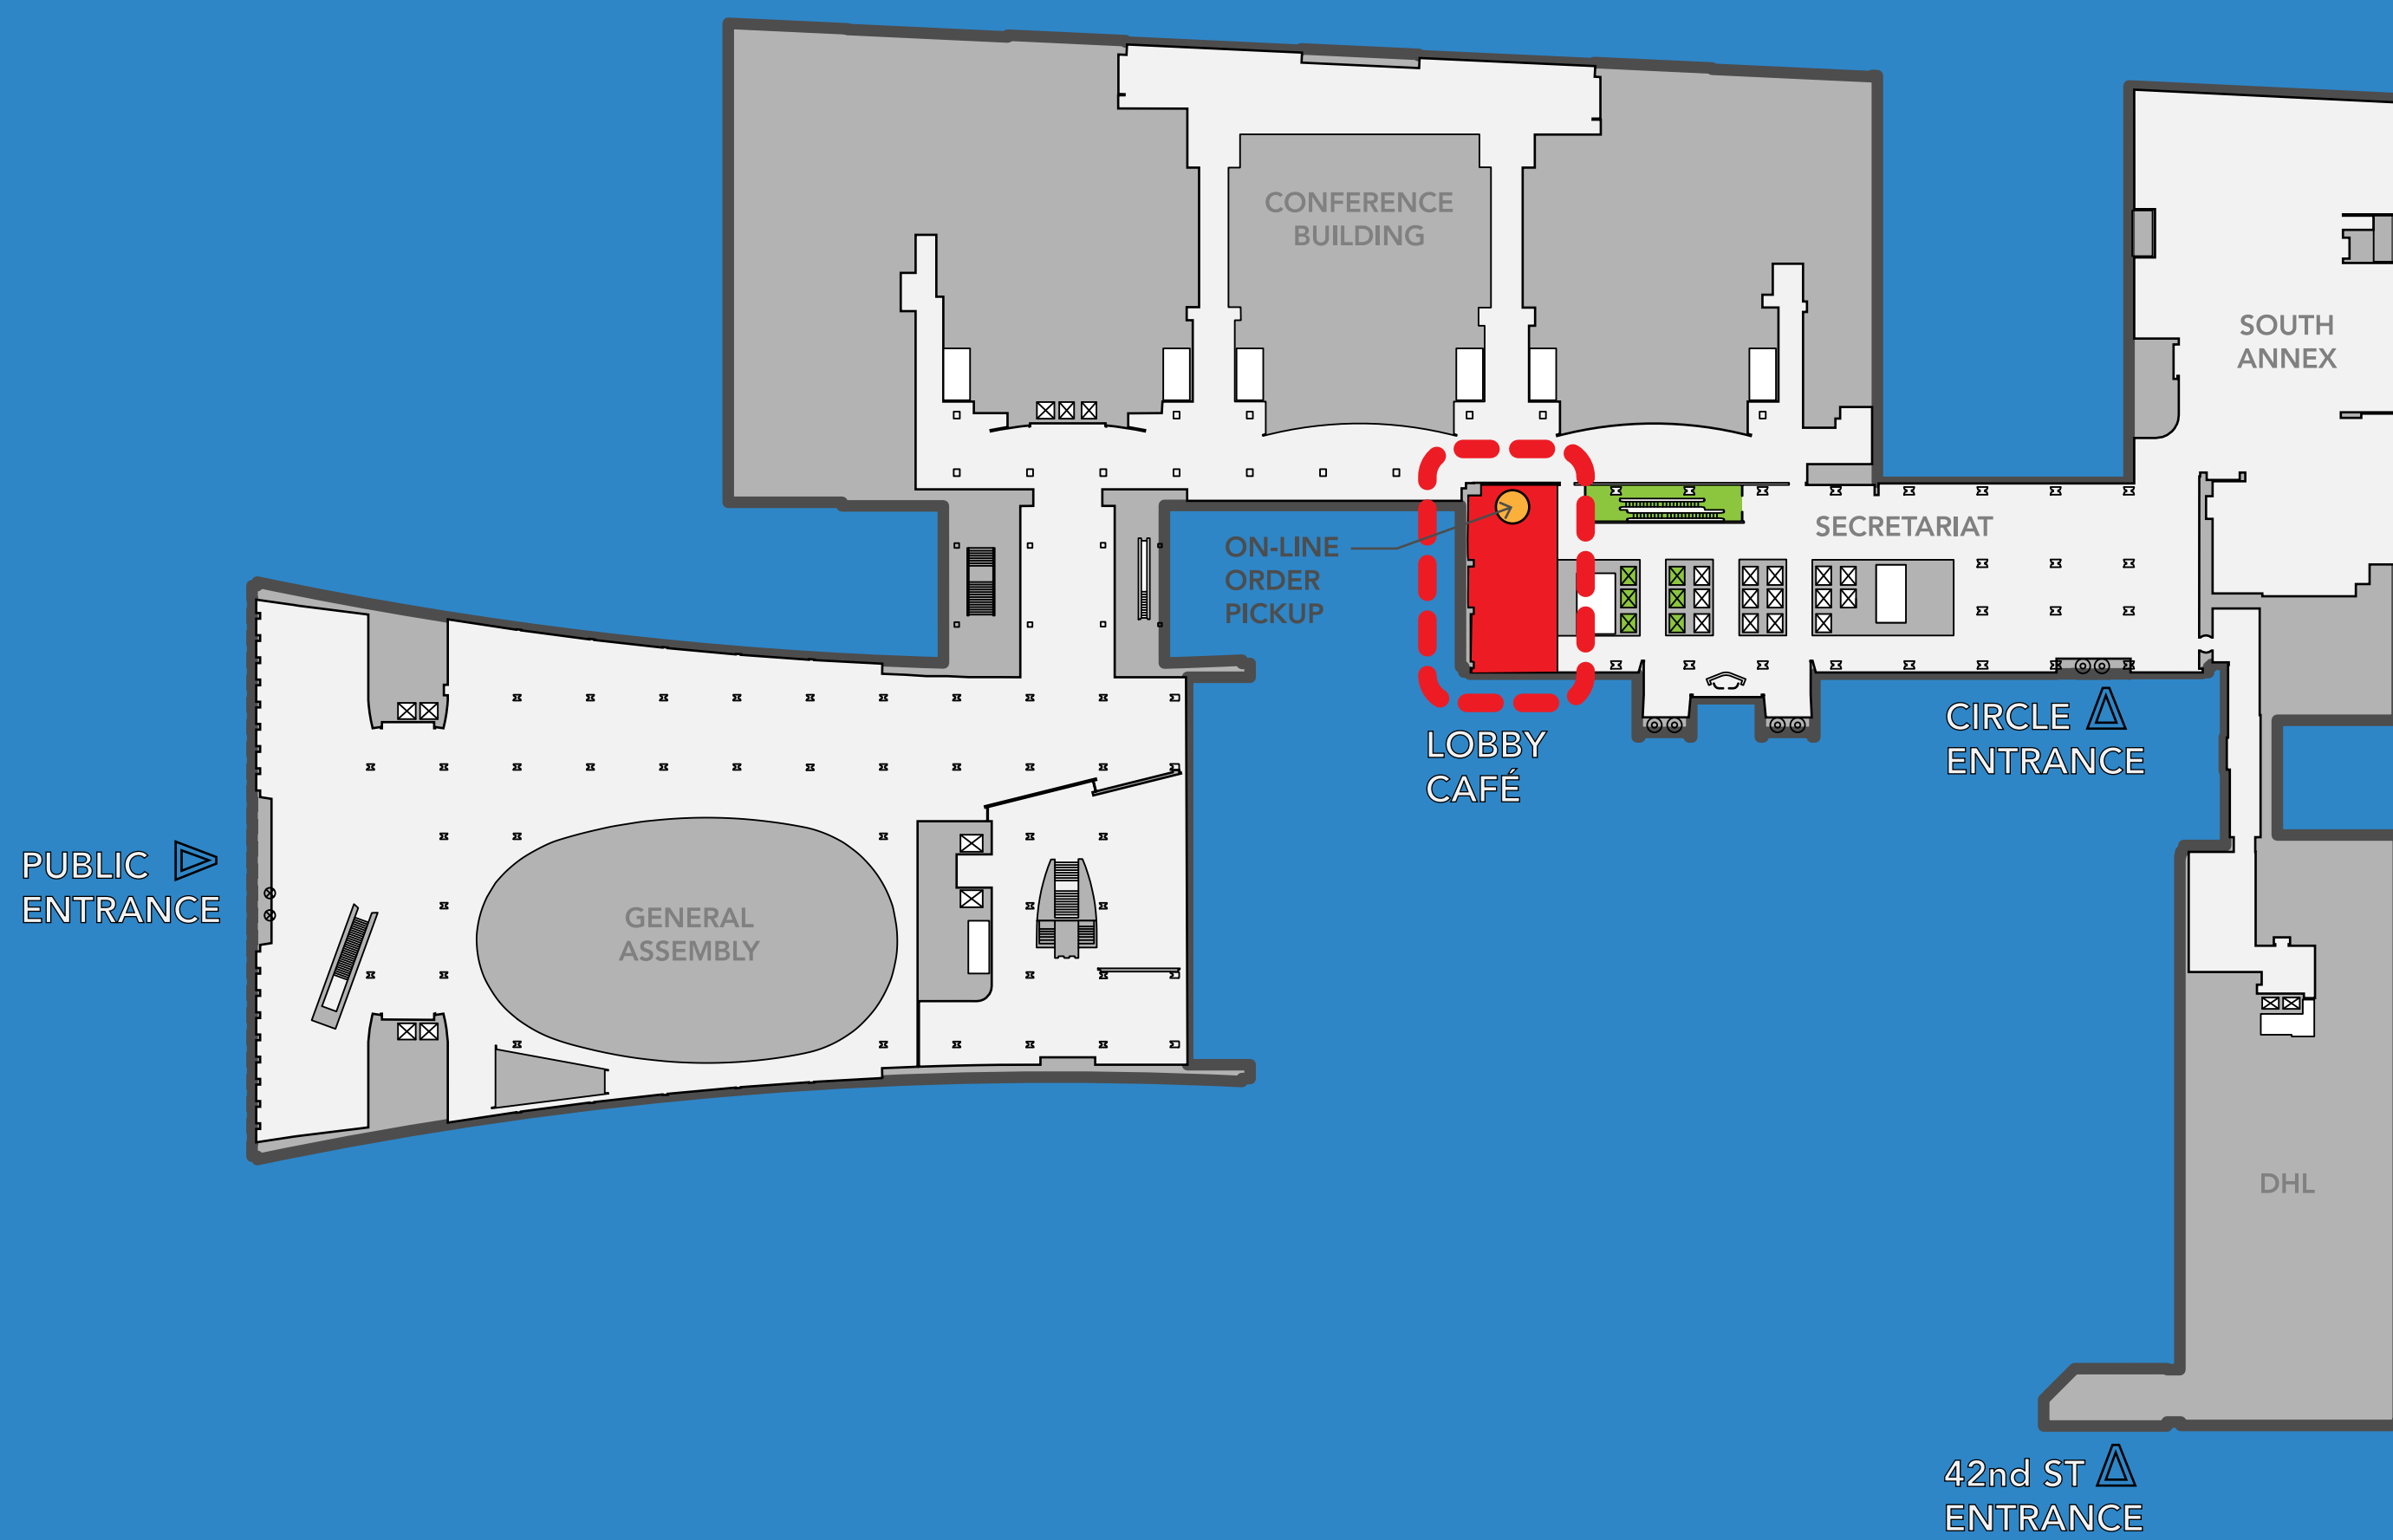 CONFERENCE
BUILDING
SOUTH
ANNEX
SECRETARIAT
ON-LINE
ORDER
PICKUP
LOBBY
CAFÉ
CIRCLE
ENTRANCE
PUBLIC
ENTRANCE
GENERAL
ASSEMBLY
DHL
42nd ST
ENTRANCE